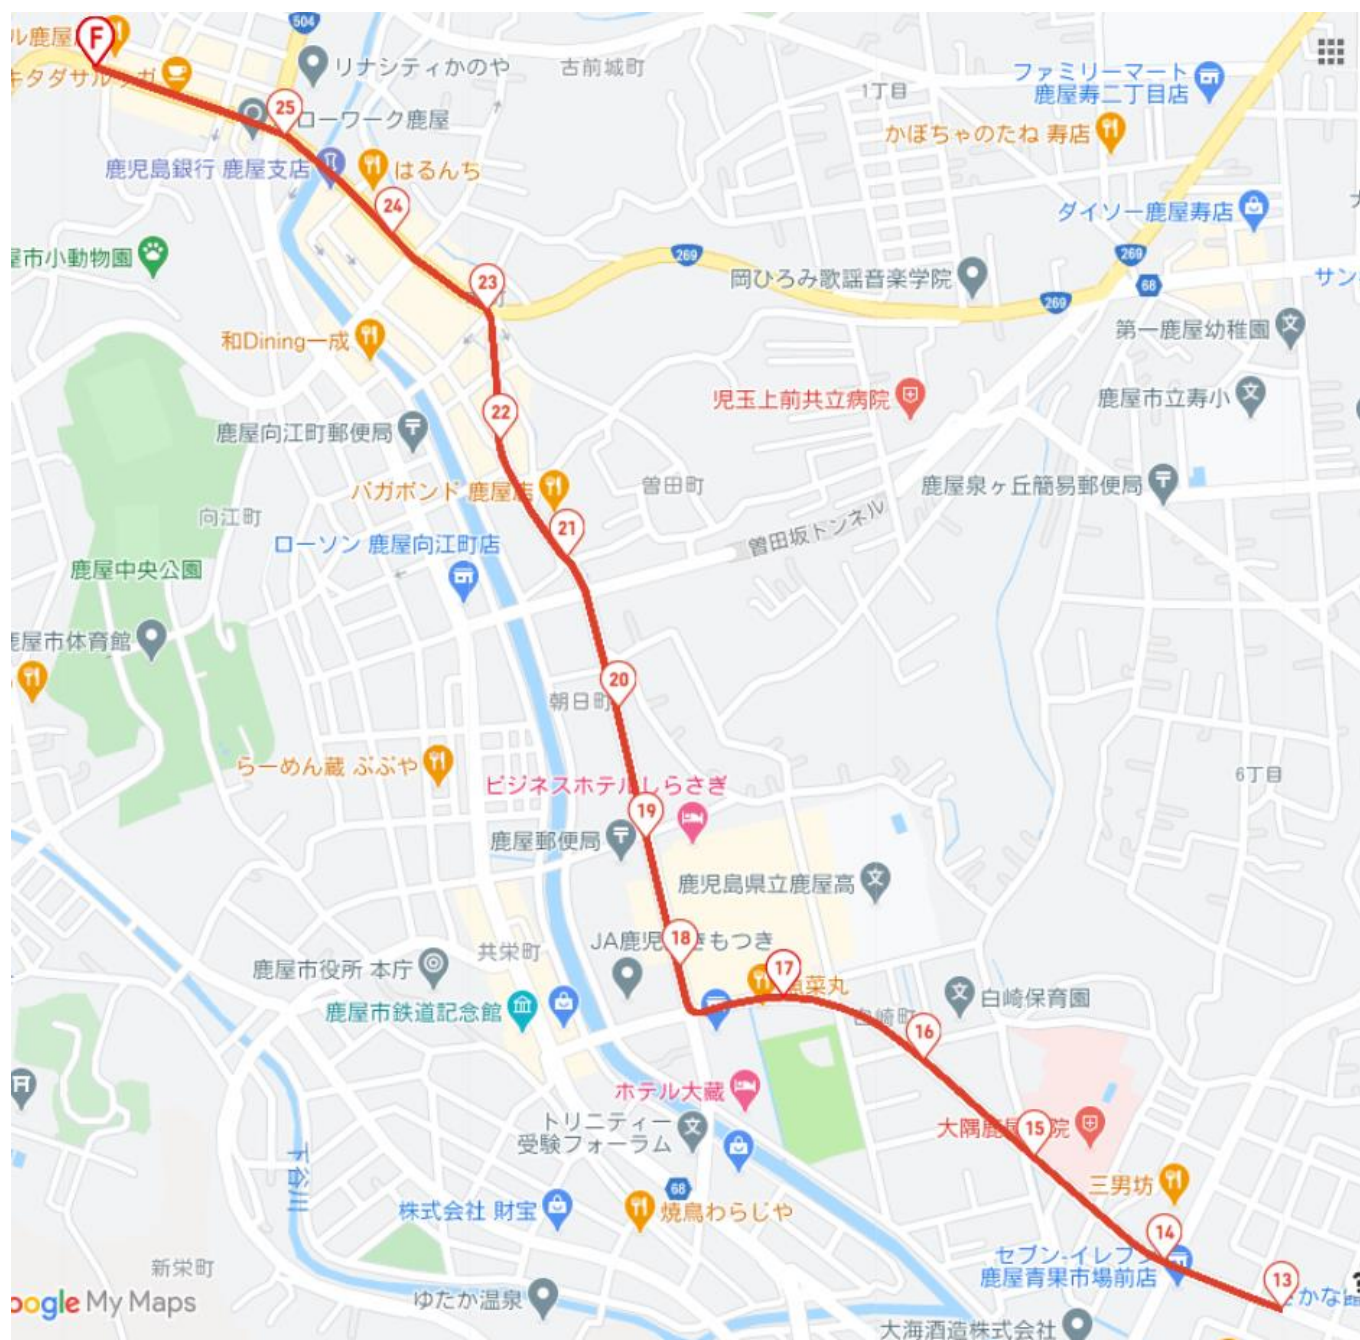 504
ル鹿屋
F
キタダサルッガ
リナシティかのや
古前城町
ファミリーマート
鹿屋寿二丁目店
1丁目
25
ローワーク鹿屋
かぼちゃのたね 寿店
鹿児島銀行 鹿屋支店
はるんち
24
ダイソー鹿屋寿店
屋市小動物園
269
269
23
町
岡ひろみ歌謡音楽学院
68
サン
269
第一鹿屋幼稚園
和Dining一成
児玉上前共立病院
鹿屋市立寿小
22
鹿屋向江町郵便局
バガボンド 鹿屋店
曽田町
鹿屋泉ヶ丘簡易郵便局
向江町
21
曽田坂トンネル
ローソン 鹿屋向江町店
鹿屋中央公園
鹿屋市体育館
20
朝日町
らーめん蔵 ぶぶや
6丁目
ビジネスホテルしらさぎ
19
鹿屋郵便局
鹿児島県立鹿屋高
18
JA鹿児 きもつき
共栄町
鹿屋市役所 本庁
17
魚菜丸
白崎保育園
鹿屋市鉄道記念館
白崎町
16
ホテル大蔵
トリニティー
受験フォーラム
15
大隅鹿屋 院
下谷川
68
三男坊
株式会社 財宝
焼鳥わらじや
14
セブン-イレブン
鹿屋青果市場前店
新栄町
13
さかな館
ゆたか温泉
oogle My Maps
大海酒造株式会社